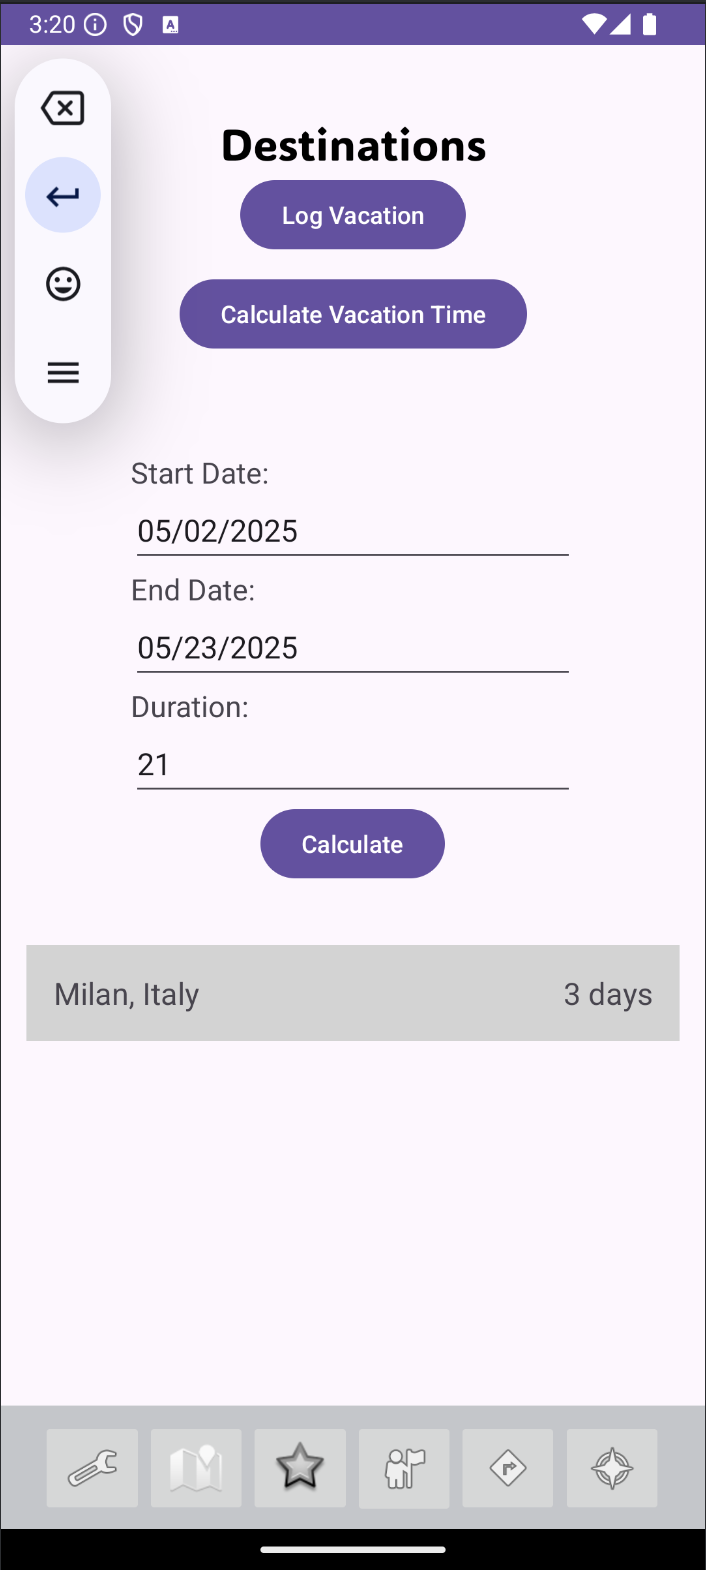 3:20
A
Destinations
Log Vacation
Calculate Vacation Time
Start Date:
05/02/2025
End Date:
05/23/2025
Duration:
21
Calculate
Milan, Italy 3 days